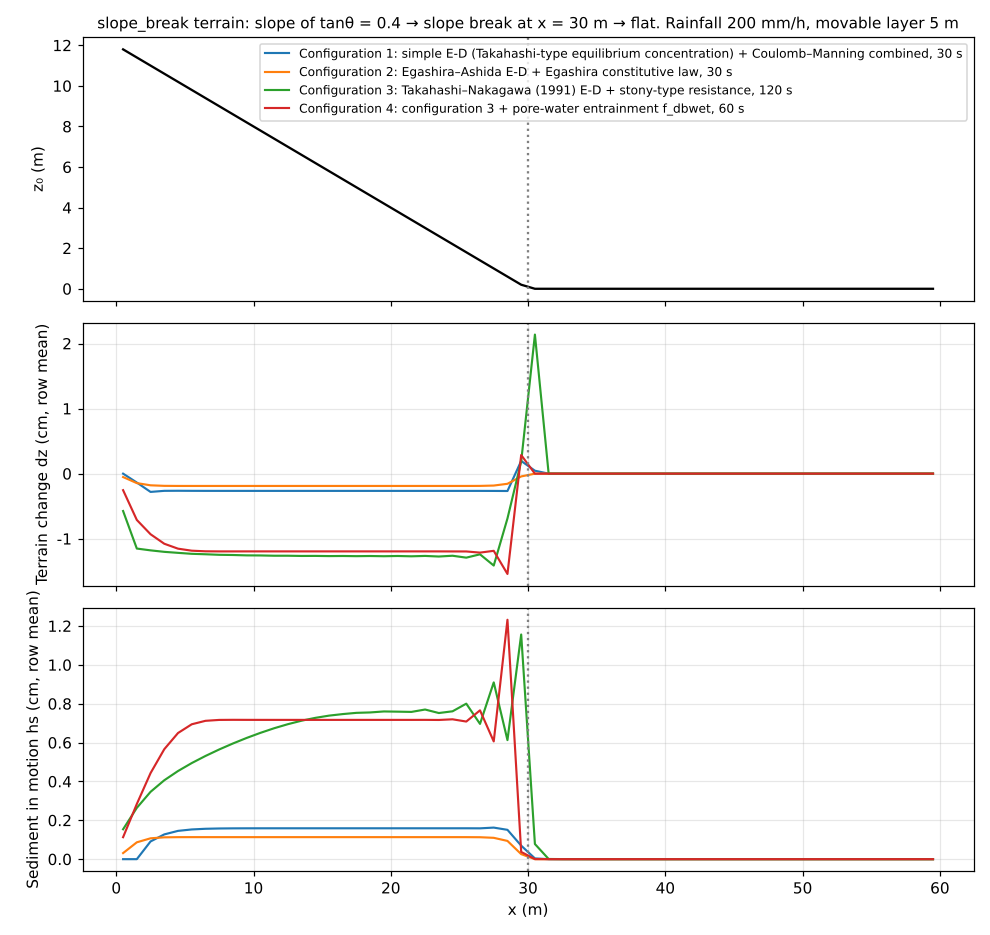 slope_break terrain: slope of tanθ = 0.4 → slope break at x = 30 m → flat. Rainfall 200 mm/h, movable layer 5 m
Configuration 1: simple E-D (Takahashi-type equilibrium concentration) + Coulomb–Manning combined, 30 s
Configuration 2: Egashira–Ashida E-D + Egashira constitutive law, 30 s
Configuration 3: Takahashi–Nakagawa (1991) E-D + stony-type resistance, 120 s
Configuration 4: configuration 3 + pore-water entrainment f_dbwet, 60 s
z₀ (m)
12
10
8
6
4
2
0
Terrain change dz (cm, row mean)
2
1
0
-1
Sediment in motion hs (cm, row mean)
1.2
1.0
0.8
0.6
0.4
0.2
0.0
0 10 20 30 40 50 60
x (m)